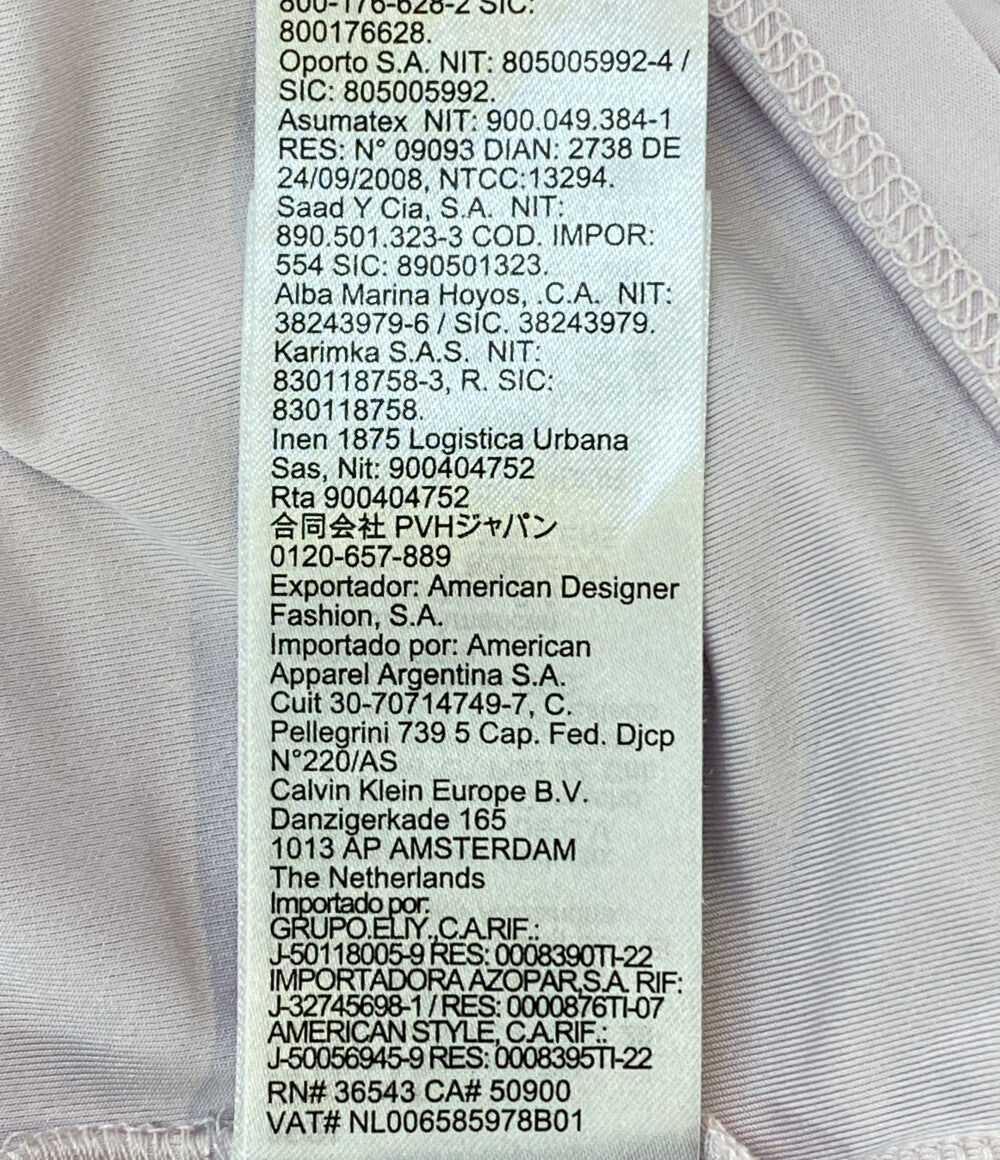 800-176-628-2 SIC:
800176628.
Oporto S.A. NIT: 805005992-4 /
SIC: 805005992.
Asumatex NIT: 900.049.384-1
RES: N° 09093 DIAN: 2738 DE
24/09/2008, NTCC:13294.
Saad Y Cia, S.A. NIT:
890.501.323-3 COD. IMPOR:
554 SIC: 890501323.
Alba Marina Hoyos, .C.A. NIT:
38243979-6 / SIC. 38243979.
Karimka S.A.S. NIT:
830118758-3, R. SIC:
830118758.
Inen 1875 Logistica Urbana
Sas, Nit: 900404752
Rta 900404752
合同会社 PVHジャパン
0120-657-889
Exportador: American Designer
Fashion, S.A.
Importado por: American
Apparel Argentina S.A.
Cuit 30-70714749-7, C.
Pellegrini 739 5 Cap. Fed. Djcp
N°220/AS
Calvin Klein Europe B.V.
Danzigerkade 165
1013 AP AMSTERDAM
The Netherlands
Importado por:
GRUPO.ELIY.,C.A.RIF.:
J-50118005-9 RES: 0008390TI-22
IMPORTADORA AZOPAR,S.A. RIF:
J-32745698-1 / RES: 0000876TI-07
AMERICAN STYLE, C.A.RIF.:
J-50056945-9 RES: 0008395TI-22
RN# 36543 CA# 50900
VAT# NL006585978B01